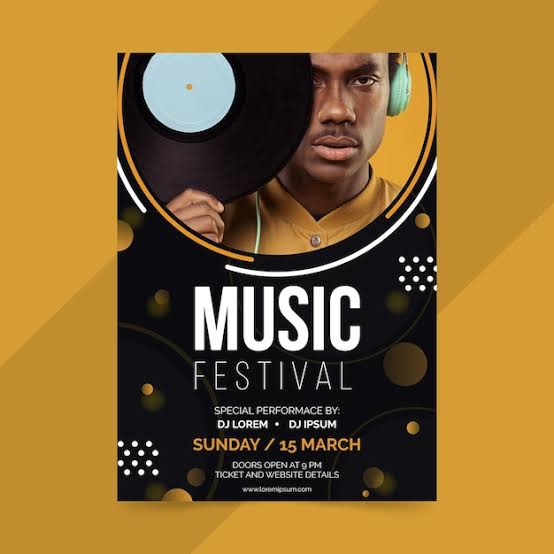 MUSIC
FESTIVAL
SPECIAL PERFORMACE BY:
DJ LOREM • DJ IPSUM
SUNDAY / 15 MARCH
DOORS OPEN AT 9 PM
TICKET AND WEBSITE DETAILS
www.loremipsum.com